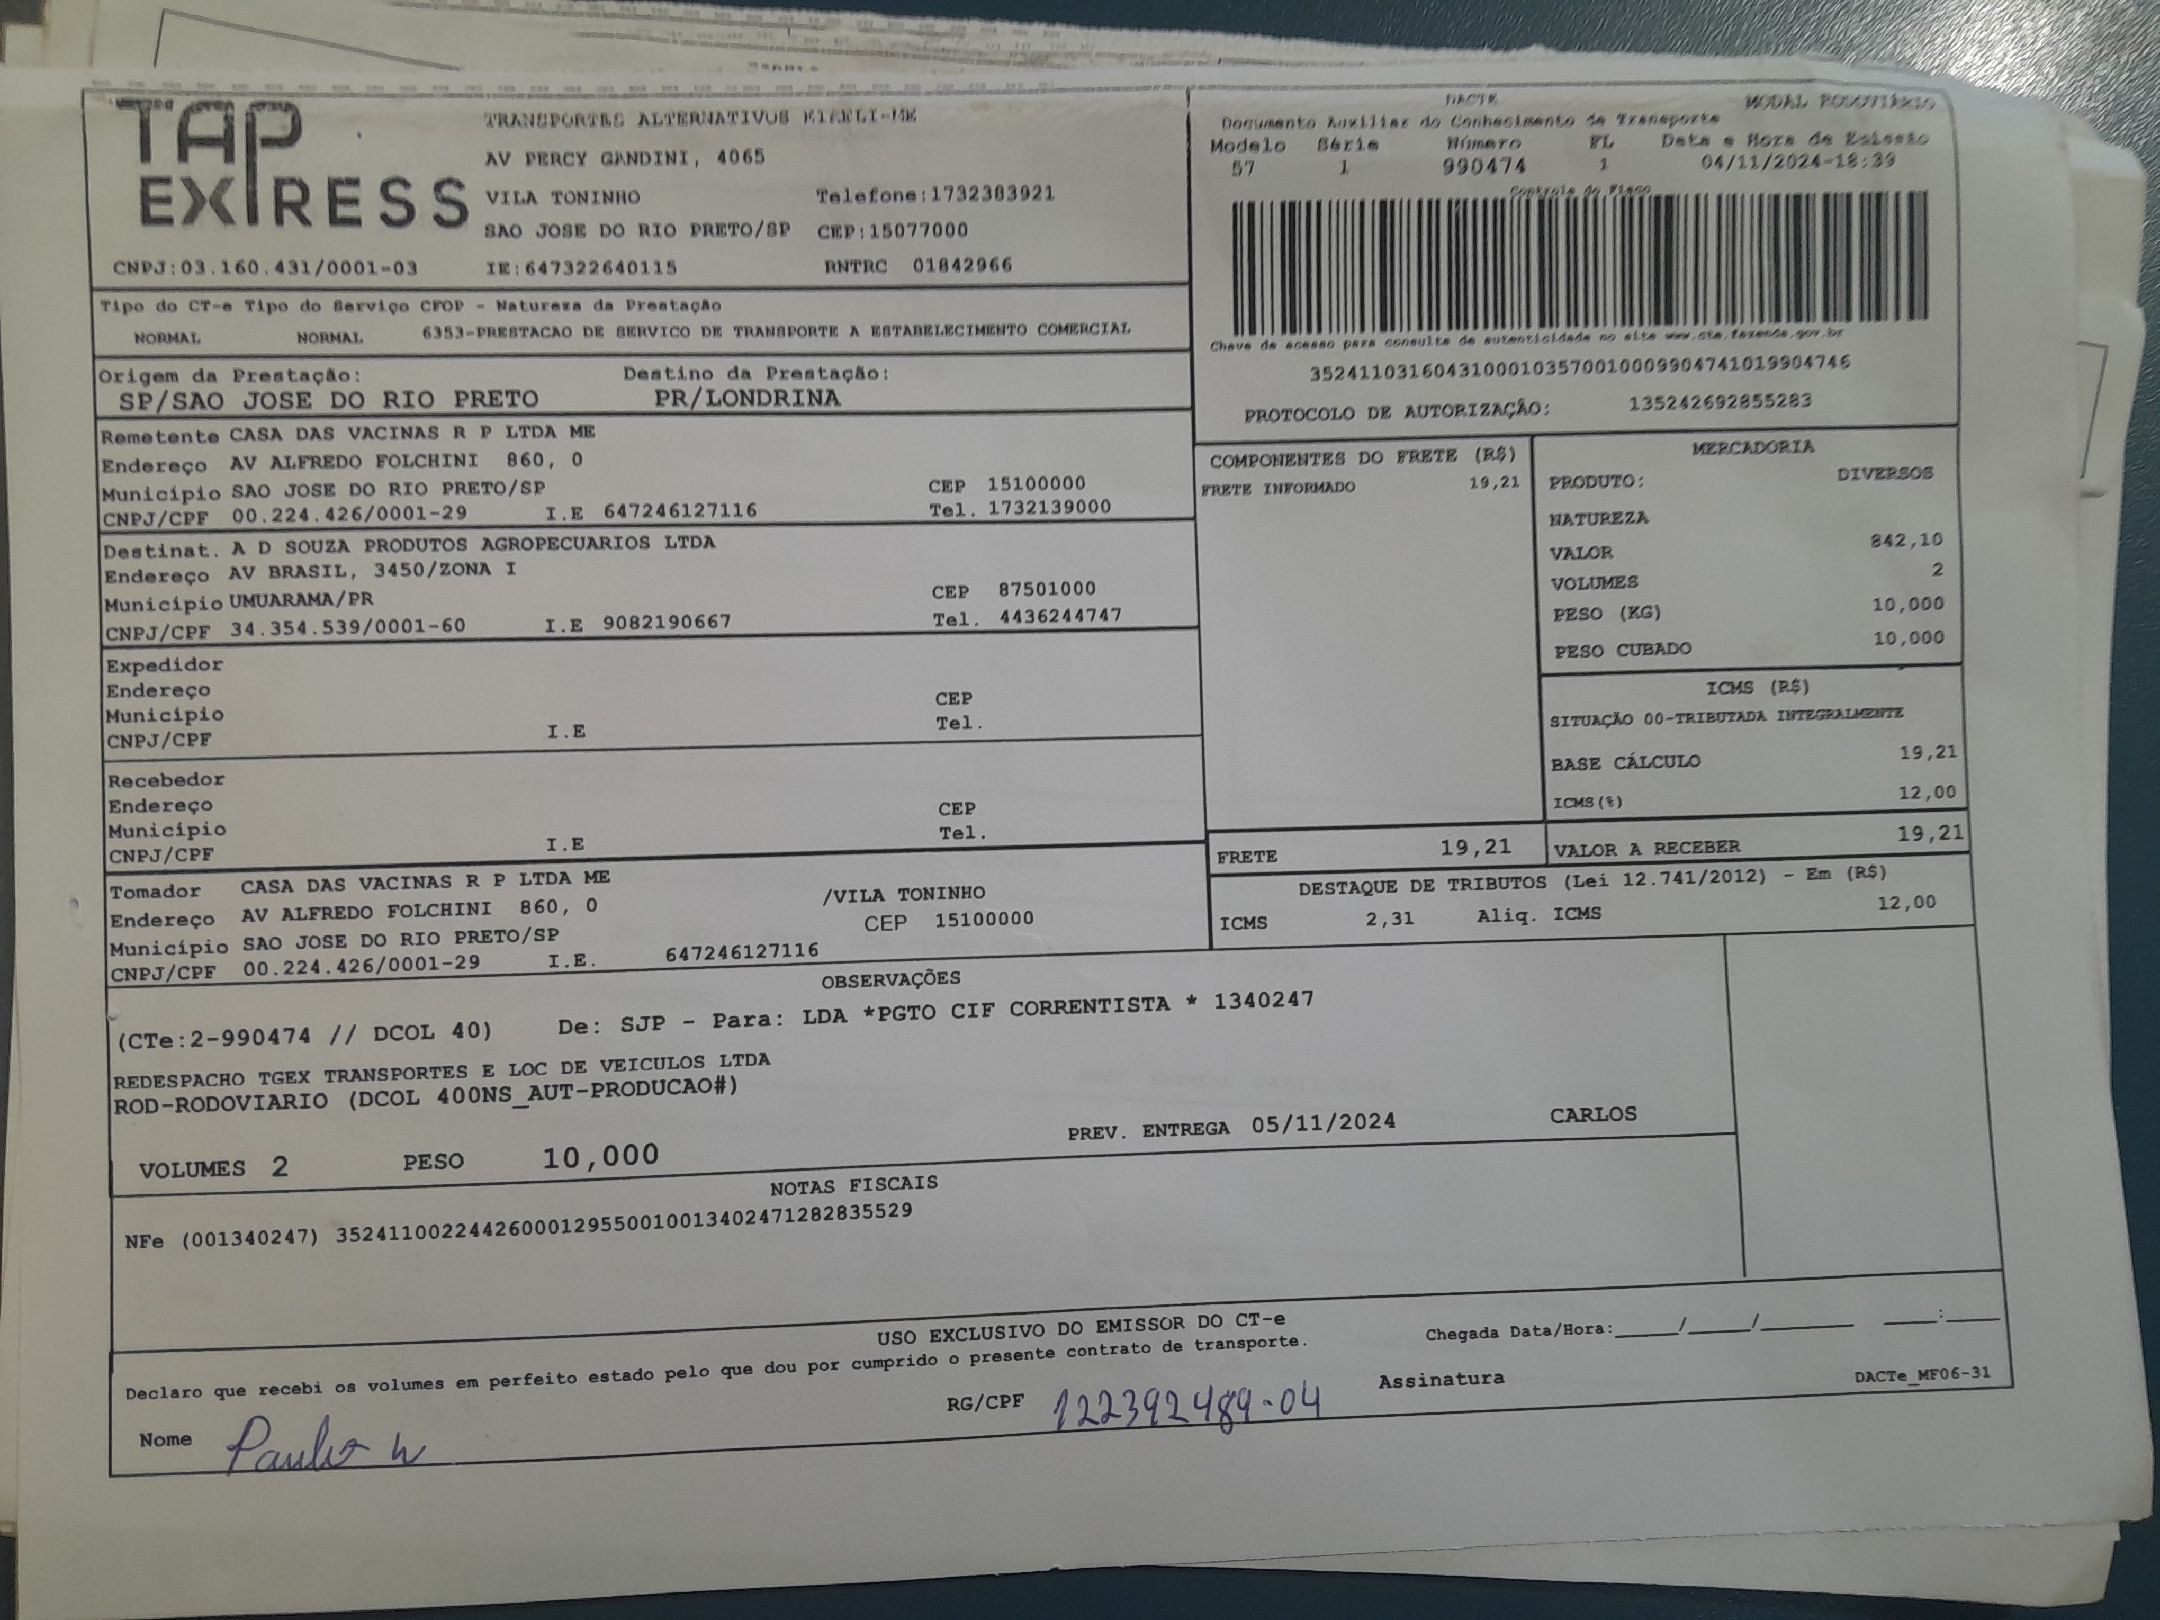 TAP
EXPRESS
TRANSPORTES ALTERNATIVOS EIRELI-ME
AV PERCY GANDINI, 4065
VILA TONINHO Telefone:1732383921
SAO JOSE DO RIO PRETO/SP CEP:15077000
CNPJ:03.160.431/0001-03 IE:647322640115 RNTRC 01842966
DACTE MODAL RODOVIÁRIO
Documento Auxiliar do Conhecimento de Transporte
Modelo Série Número FL Data e Hora de Emissão
57 1 990474 1 04/11/2024-18:39
Controle do Fisco
Chave de acesso para consulta de autenticidade no site www.cte.fazenda.gov.br
35241103160431000103570010009904741019904746
PROTOCOLO DE AUTORIZAÇÃO: 135242692855283
Tipo do CT-e Tipo do Serviço CFOP - Natureza da Prestação
NORMAL NORMAL 6353-PRESTACAO DE SERVICO DE TRANSPORTE A ESTABELECIMENTO COMERCIAL
Origem da Prestação: Destino da Prestação:
SP/SAO JOSE DO RIO PRETO PR/LONDRINA
Remetente CASA DAS VACINAS R P LTDA ME
Endereço AV ALFREDO FOLCHINI 860, 0
Município SAO JOSE DO RIO PRETO/SP CEP 15100000
CNPJ/CPF 00.224.426/0001-29 I.E 647246127116 Tel. 1732139000
Destinat. A D SOUZA PRODUTOS AGROPECUARIOS LTDA
Endereço AV BRASIL, 3450/ZONA I
Município UMUARAMA/PR CEP 87501000
CNPJ/CPF 34.354.539/0001-60 I.E 9082190667 Tel. 4436244747
Expedidor
Endereço
Município CEP
CNPJ/CPF I.E Tel.
Recebedor
Endereço
Município CEP
CNPJ/CPF I.E Tel.
Tomador CASA DAS VACINAS R P LTDA ME
Endereço AV ALFREDO FOLCHINI 860, 0 /VILA TONINHO
Município SAO JOSE DO RIO PRETO/SP CEP 15100000
CNPJ/CPF 00.224.426/0001-29 I.E. 647246127116
COMPONENTES DO FRETE (R$)
FRETE INFORMADO 19,21
MERCADORIA
PRODUTO: DIVERSOS
NATUREZA
VALOR 842,10
VOLUMES 2
PESO (KG) 10,000
PESO CUBADO 10,000
ICMS (R$)
SITUAÇÃO 00-TRIBUTADA INTEGRALMENTE
BASE CÁLCULO 19,21
ICMS(%) 12,00
FRETE 19,21 VALOR A RECEBER 19,21
DESTAQUE DE TRIBUTOS (Lei 12.741/2012) - Em (R$)
ICMS 2,31 Aliq. ICMS 12,00
OBSERVAÇÕES
(CTe:2-990474 // DCOL 40) De: SJP - Para: LDA *PGTO CIF CORRENTISTA * 1340247
REDESPACHO TGEX TRANSPORTES E LOC DE VEICULOS LTDA
ROD-RODOVIARIO (DCOL 400NS_AUT-PRODUCAO#)
VOLUMES 2 PESO 10,000 PREV. ENTREGA 05/11/2024 CARLOS
NOTAS FISCAIS
NFe (001340247) 35241100224426000129550010013402471282835529
USO EXCLUSIVO DO EMISSOR DO CT-e
Declaro que recebi os volumes em perfeito estado pelo que dou por cumprido o presente contrato de transporte.
Chegada Data/Hora:_____/_____/_______ ____:____
Nome Paulo W RG/CPF 122392489-04 Assinatura DACTe_MF06-31